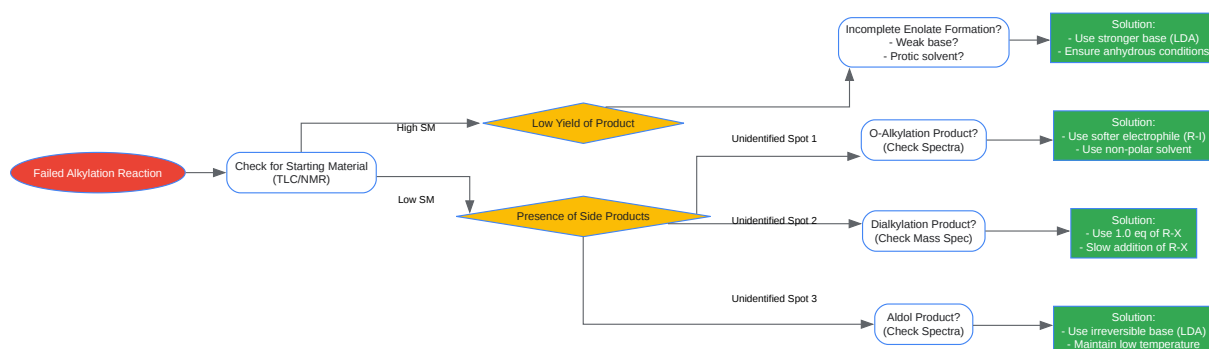 Failed Alkylation Reaction
Check for Starting Material
(TLC/NMR)
High SM
Low SM
Low Yield of Product
Presence of Side Products
Incomplete Enolate Formation?
- Weak base?
- Protic solvent?
Solution:
- Use stronger base (LDA)
- Ensure anhydrous conditions
Unidentified Spot 1
O-Alkylation Product?
(Check Spectra)
Solution:
- Use softer electrophile (R-I)
- Use non-polar solvent
Unidentified Spot 2
Dialkylation Product?
(Check Mass Spec)
Solution:
- Use 1.0 eq of R-X
- Slow addition of R-X
Unidentified Spot 3
Aldol Product?
(Check Spectra)
Solution:
- Use irreversible base (LDA)
- Maintain low temperature